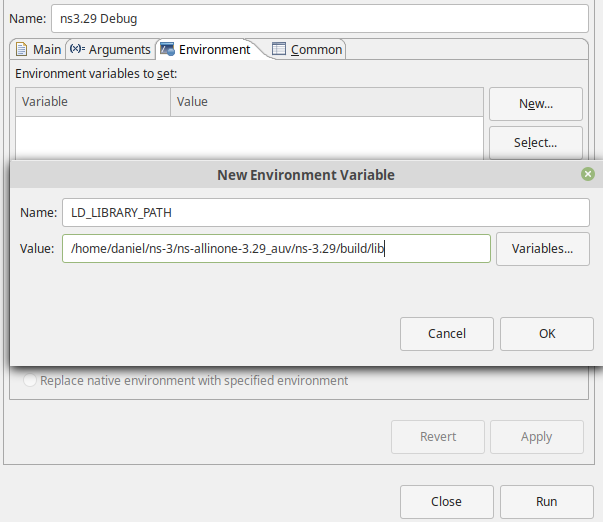 Name: ns3.29 Debug
Main (x)= Arguments Environment Common
Environment variables to set:
Variable Value New...
Select...
New Environment Variable
Name: LD_LIBRARY_PATH
Value: /home/daniel/ns-3/ns-allinone-3.29_auv/ns-3.29/build/lib Variables...
Cancel OK
Replace native environment with specified environment
Revert Apply
Close Run